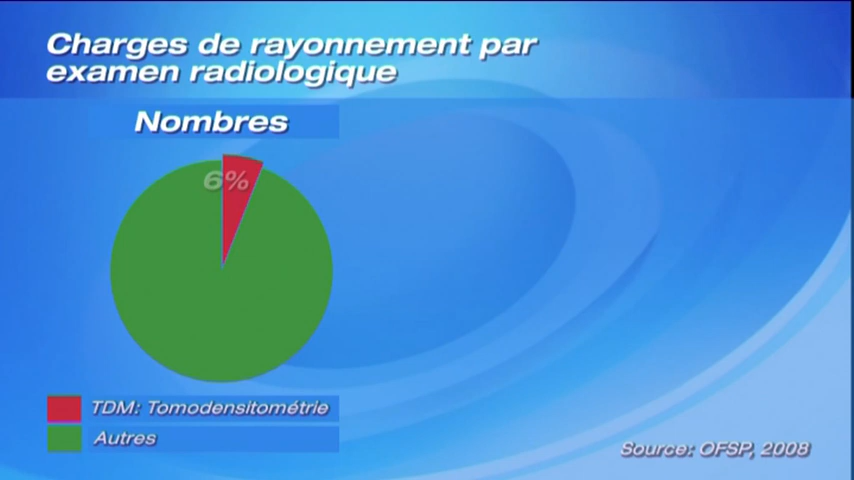 Charges de rayonnement par
examen radiologique
Nombres
6%
TDM: Tomodensitométrie
Autres
Source: OFSP, 2008